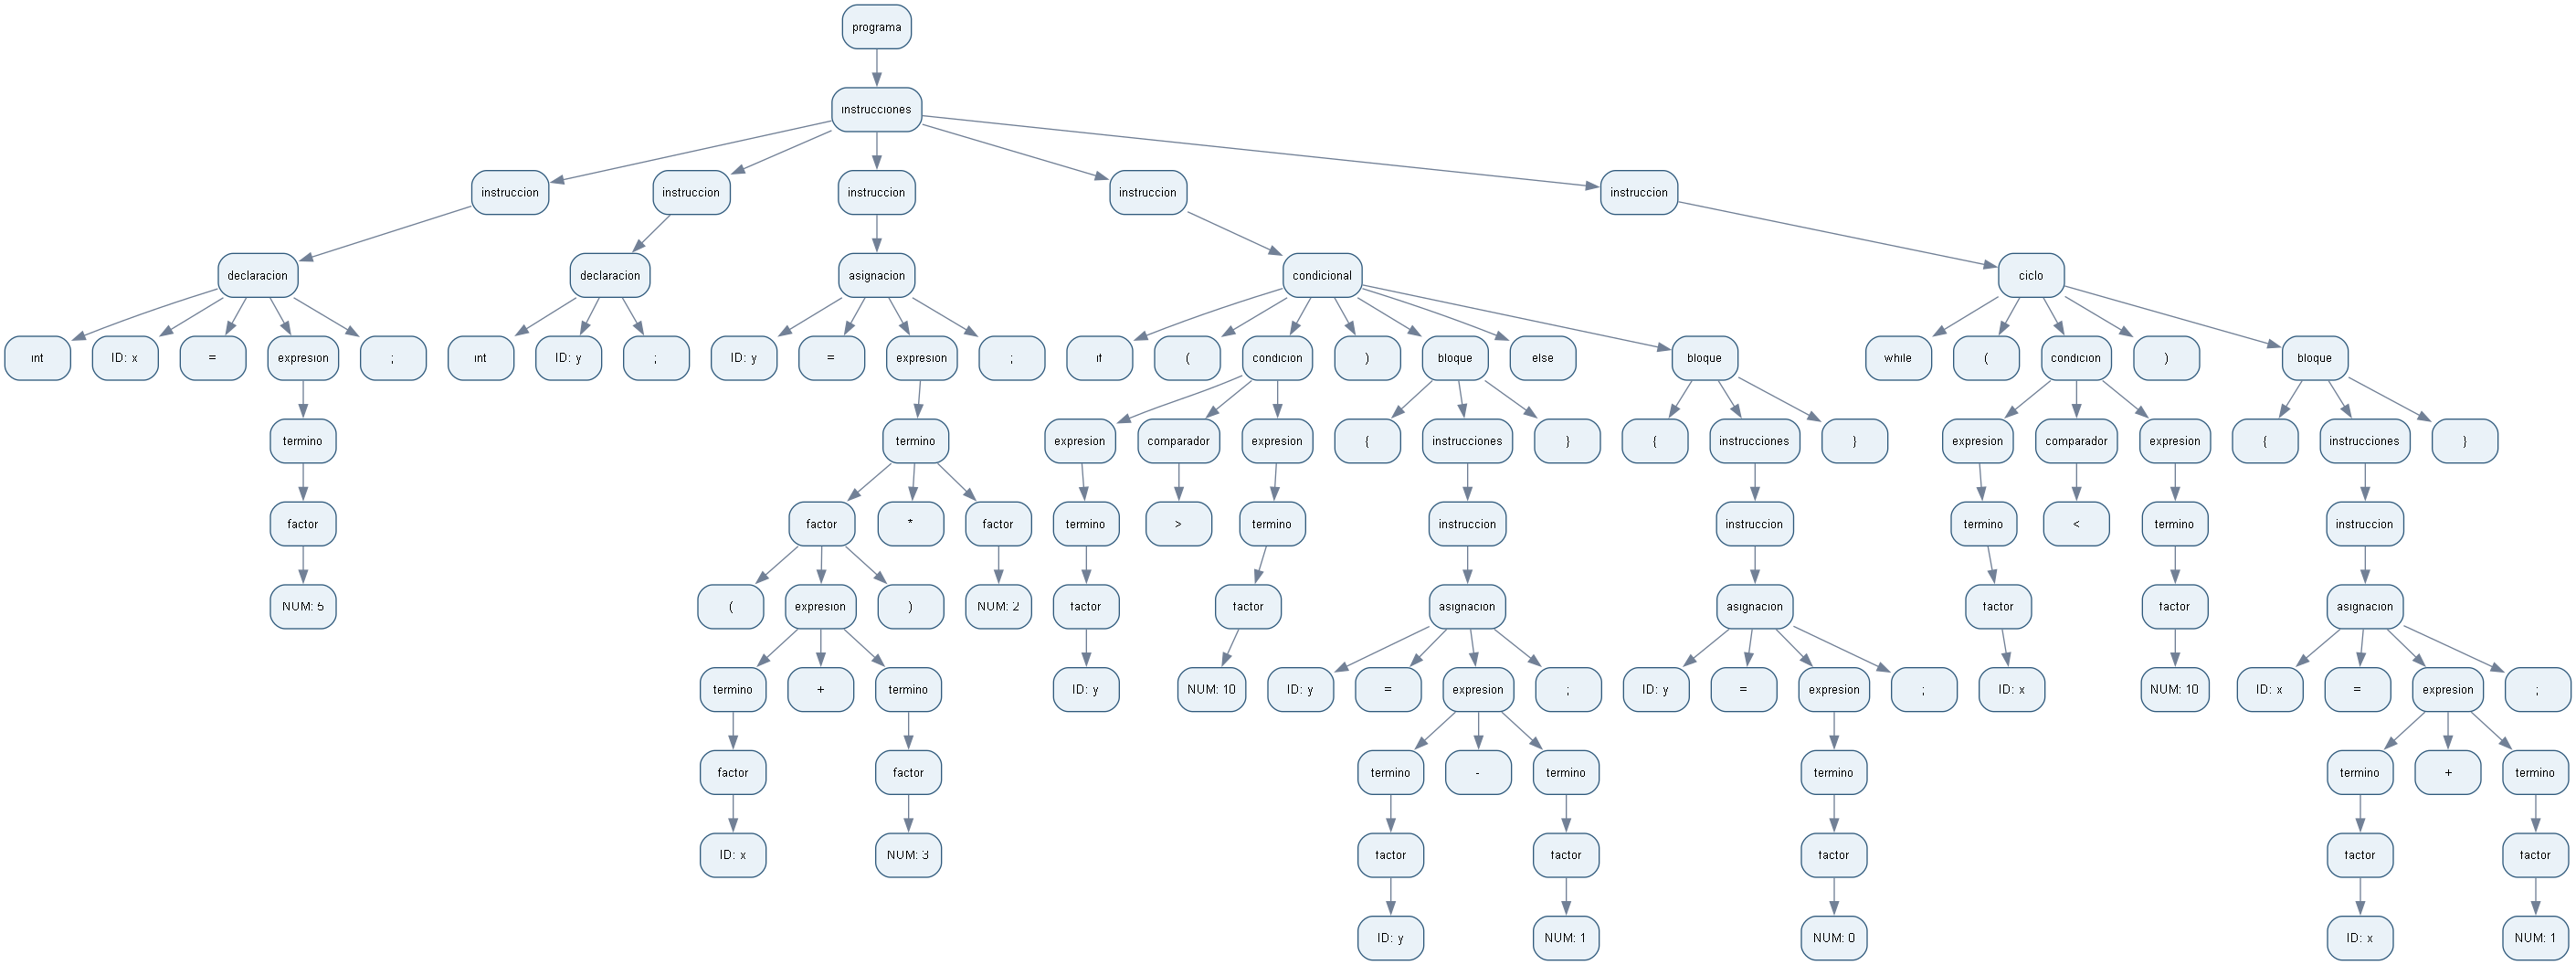 programa
instrucciones
instruccion instruccion instruccion instruccion instruccion
declaracion declaracion asignacion condicional ciclo
int ID: x = expresion ; int ID: y ; ID: y = expresion ; if ( condicion ) bloque else bloque while ( condicion ) bloque
termino termino expresion comparador expresion { instrucciones } { instrucciones } expresion comparador expresion { instrucciones }
factor factor * factor termino > termino instruccion instruccion termino < termino instruccion
NUM: 5 ( expresion ) NUM: 2 factor factor asignacion asignacion factor factor asignacion
termino + termino ID: y NUM: 10 ID: y = expresion ; ID: y = expresion ; ID: x NUM: 10 ID: x = expresion ;
factor factor termino - termino termino termino + termino
ID: x NUM: 3 factor factor factor factor factor
ID: y NUM: 1 NUM: 0 ID: x NUM: 1